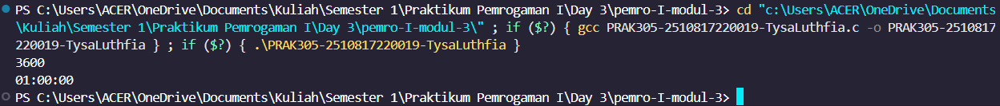 PS C:\Users\ACER\OneDrive\Documents\Kuliah\Semester 1\Praktikum Pemrogaman I\Day 3\pemro-I-modul-3> cd "c:\Users\ACER\OneDrive\Documents
\Kuliah\Semester 1\Praktikum Pemrogaman I\Day 3\pemro-I-modul-3\" ; if ($?) { gcc PRAK305-2510817220019-TysaLuthfia.c -o PRAK305-2510817
220019-TysaLuthfia } ; if ($?) { .\PRAK305-2510817220019-TysaLuthfia }
3600
01:00:00
PS C:\Users\ACER\OneDrive\Documents\Kuliah\Semester 1\Praktikum Pemrogaman I\Day 3\pemro-I-modul-3>